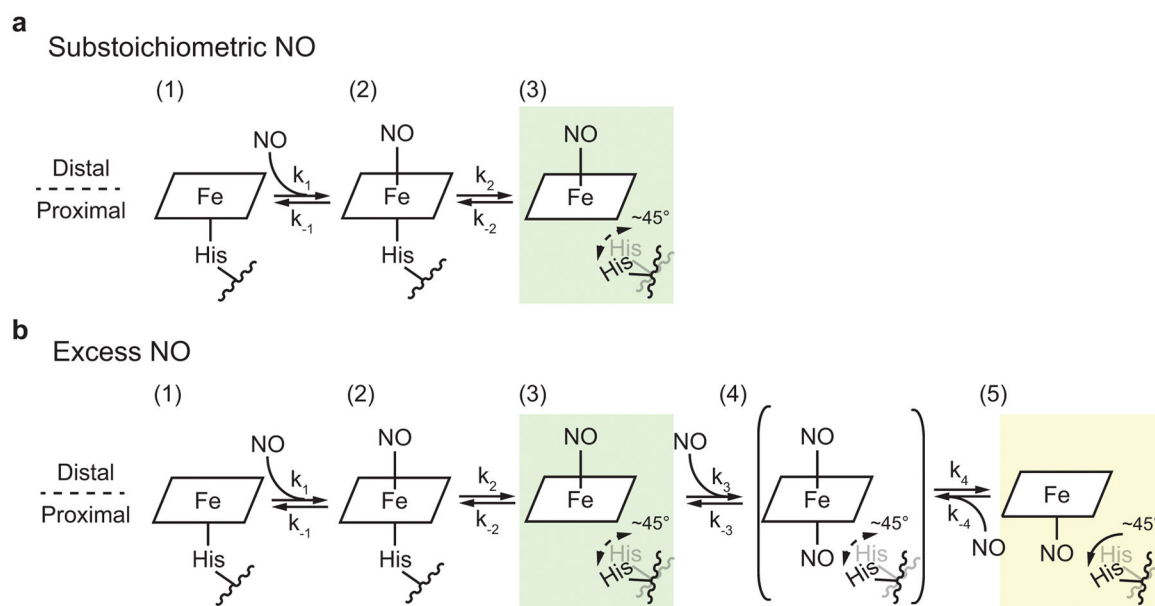 a
Substoichiometric NO
(1) (2) (3)
NO NO NO
Distal
Proximal
Fe k₁ k₋₁ Fe k₂ k₋₂ Fe
~45°
His His His His
b
Excess NO
(1) (2) (3) (4) (5)
NO NO NO NO NO
Distal
Proximal
Fe k₁ k₋₁ Fe k₂ k₋₂ Fe k₃ k₋₃ Fe k₄ k₋₄ Fe
~45° NO ~45° NO NO ~45°
His His His His His His His His